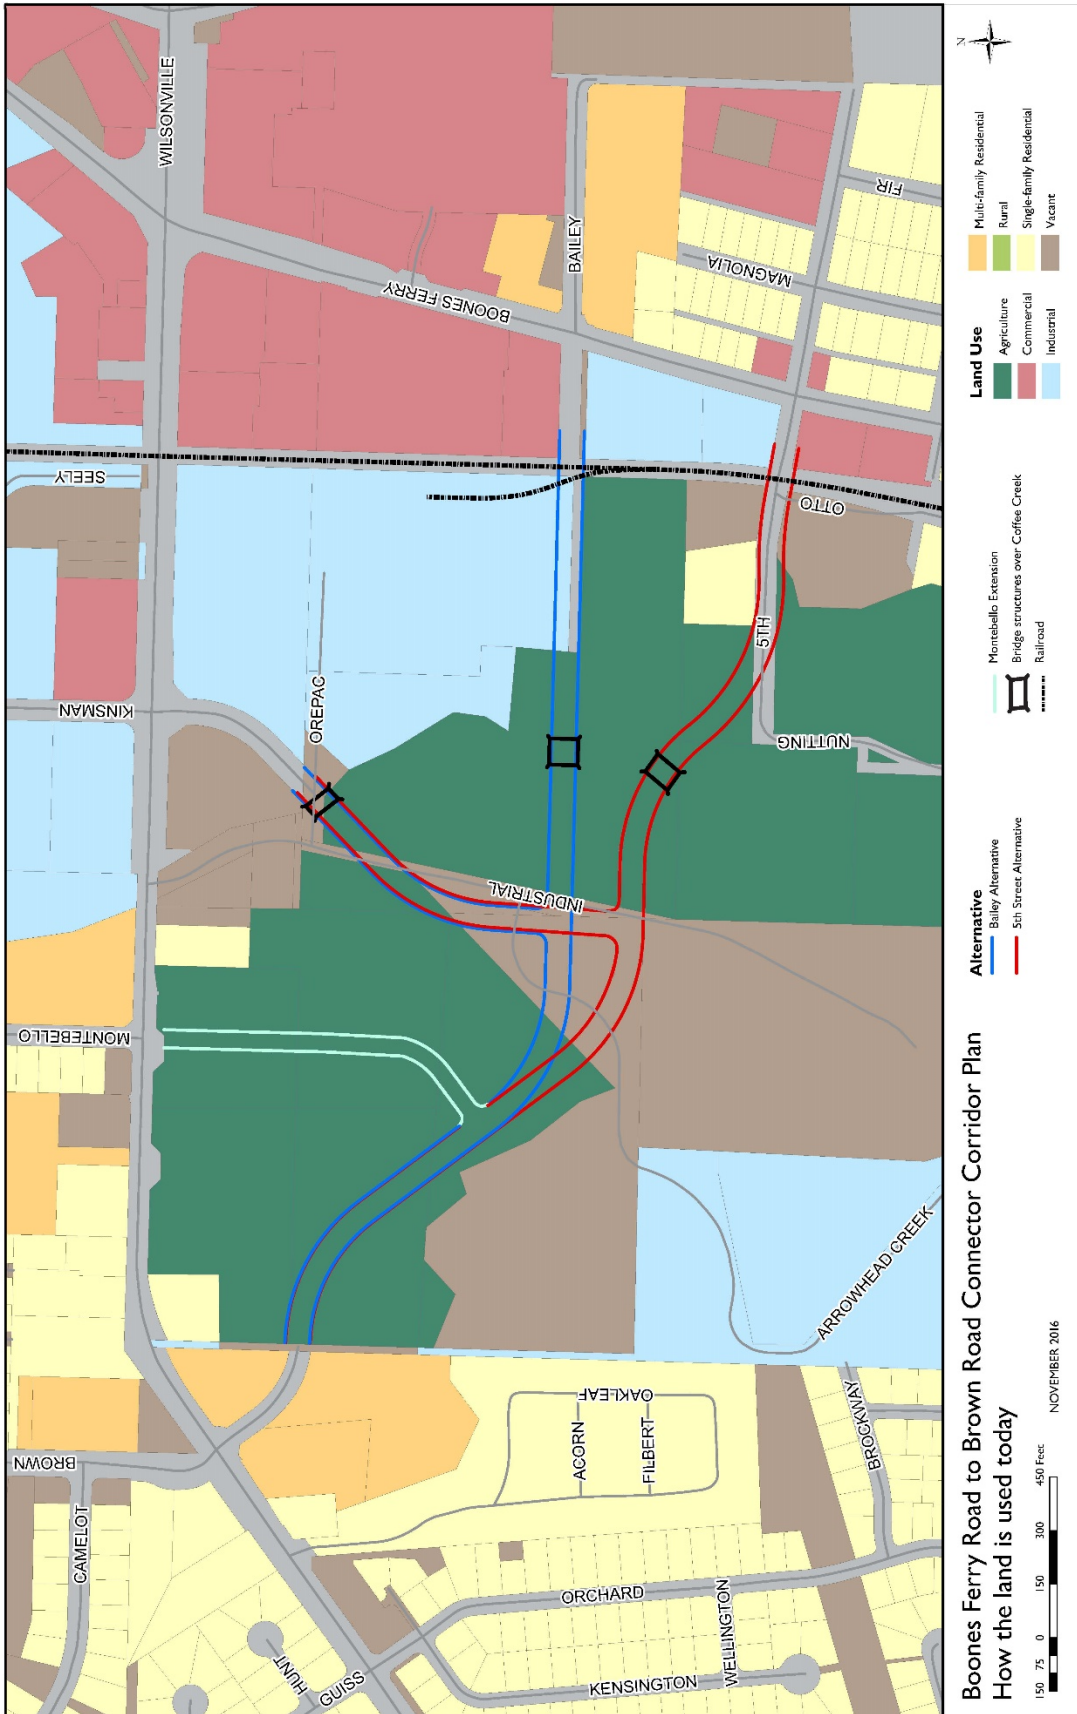 WILSONVILLE
BOONES FERRY
BAILEY
FIR
MAGNOLIA
SEELY
OTTO
KINSMAN
OREPAC
5TH
NUTTING
INDUSTRIAL
MONTEBELLO
ARROWHEAD CREEK
BROWN
CAMELOT
OAKLEAF
ACORN
FILBERT
BROCKWAY
HUNT
GUISS
ORCHARD
KENSINGTON
WELLINGTON
Boones Ferry Road to Brown Road Connector Corridor Plan
How the land is used today
NOVEMBER 2016
150 75 0 150 300 450 Feet
Alternative
Bailey Alternative
5th Street Alternative
Montebello Extension
Bridge structures over Coffee Creek
Railroad
Land Use
Agriculture
Commercial
Industrial
Multi-family Residential
Rural
Single-family Residential
Vacant
N